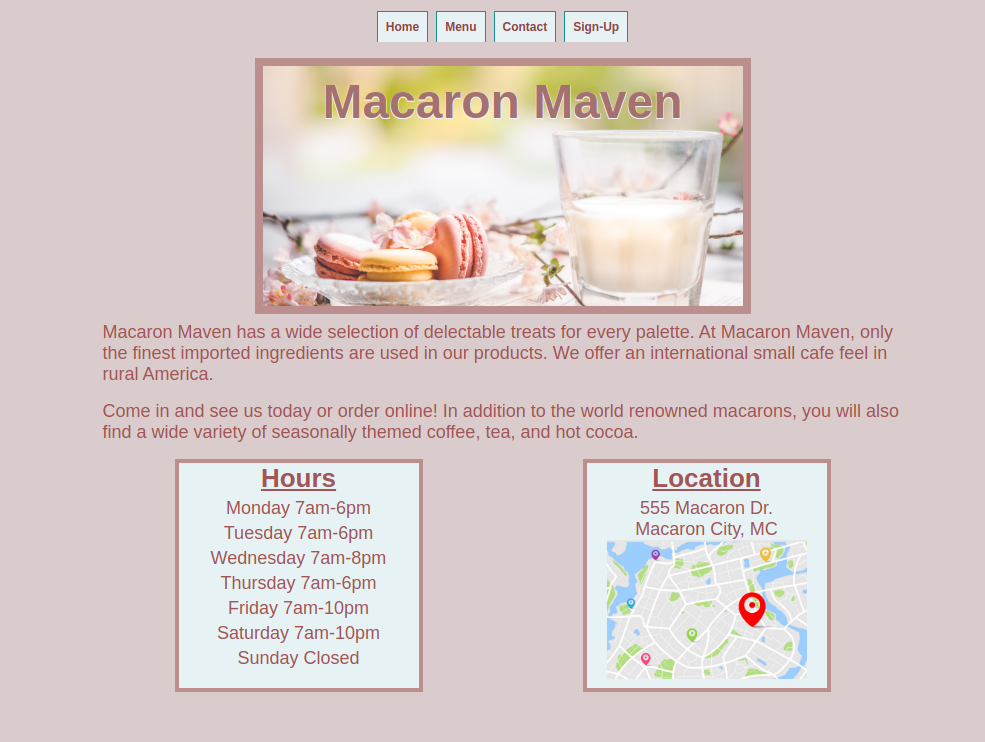 Home Menu Contact Sign-Up
Macaron Maven
Macaron Maven has a wide selection of delectable treats for every palette. At Macaron Maven, only
the finest imported ingredients are used in our products. We offer an international small cafe feel in
rural America.
Come in and see us today or order online! In addition to the world renowned macarons, you will also
find a wide variety of seasonally themed coffee, tea, and hot cocoa.
Hours
Monday 7am-6pm
Tuesday 7am-6pm
Wednesday 7am-8pm
Thursday 7am-6pm
Friday 7am-10pm
Saturday 7am-10pm
Sunday Closed
Location
555 Macaron Dr.
Macaron City, MC